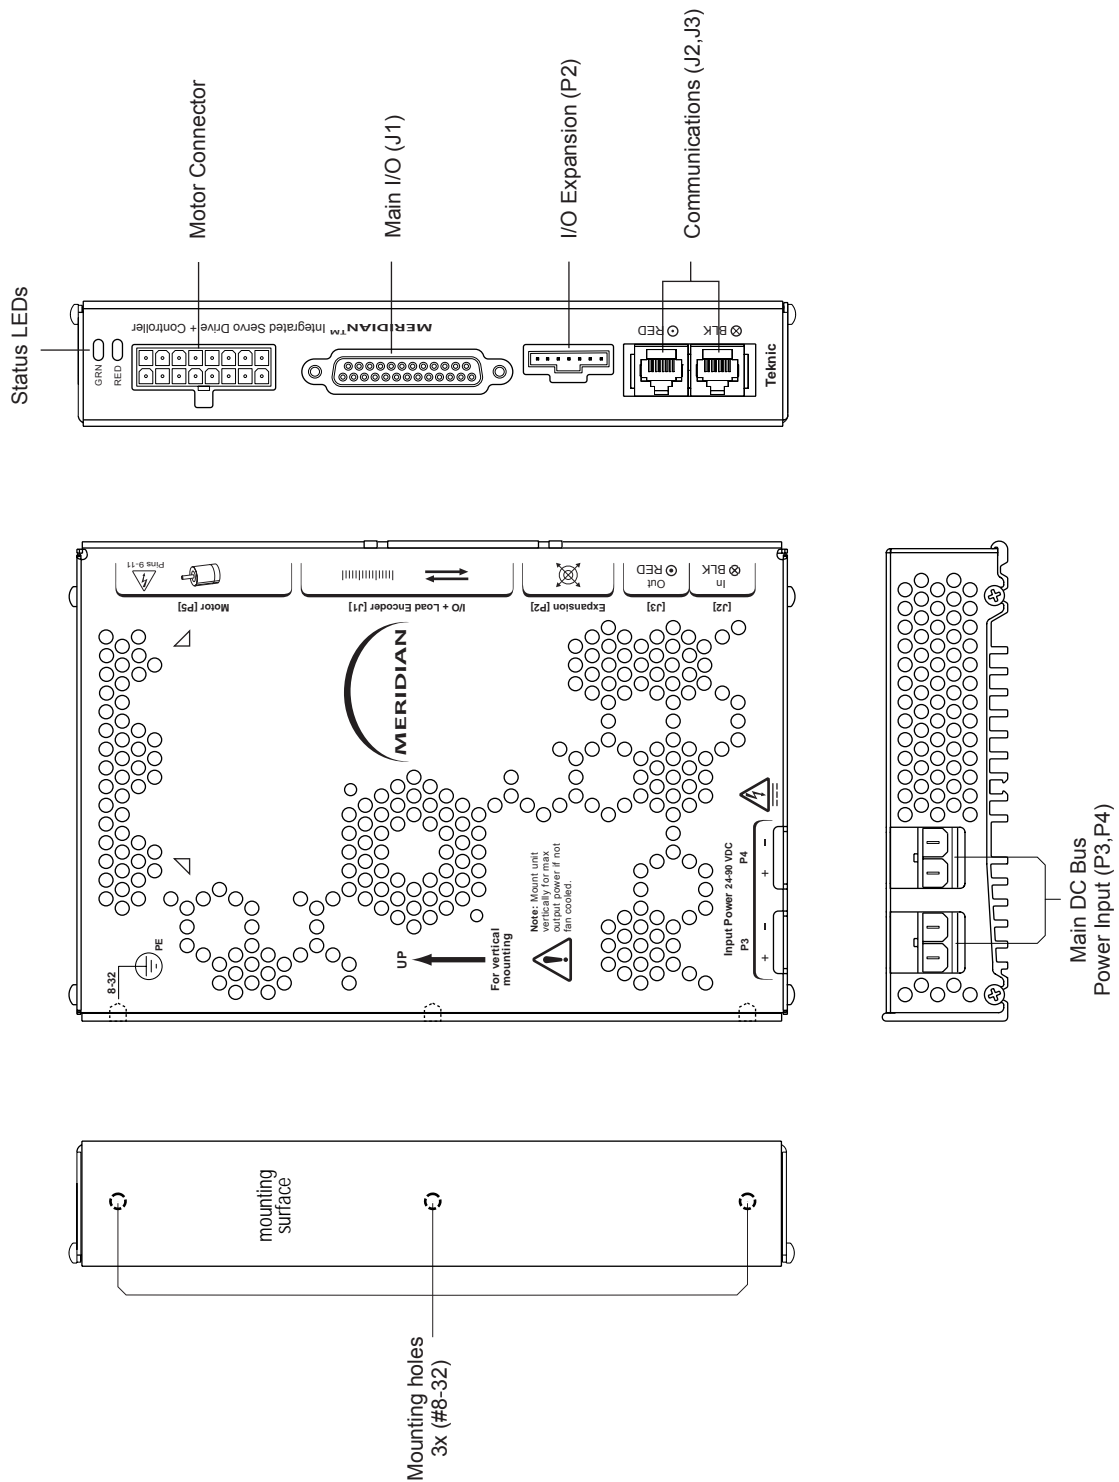 Status LEDs
Motor Connector
Main I/O (J1)
I/O Expansion (P2)
Communications (J2,J3)
GRN
RED
MERIDIAN™ Integrated Servo Drive + Controller
RED
BLK
Teknic
Pins 9-11
Motor [P5]
I/O + Load Encoder [J1]
Expansion [P2]
Out
RED
[J3]
In
BLK
[J2]
MERIDIAN
8-32
PE
UP
For vertical
mounting
Note: Mount unit
vertically for max
output power if not
fan cooled.
Input Power 24-90 VDC
P3
P4
+ -
+ -
Main DC Bus
Power Input (P3,P4)
mounting
surface
Mounting holes
3x (#8-32)